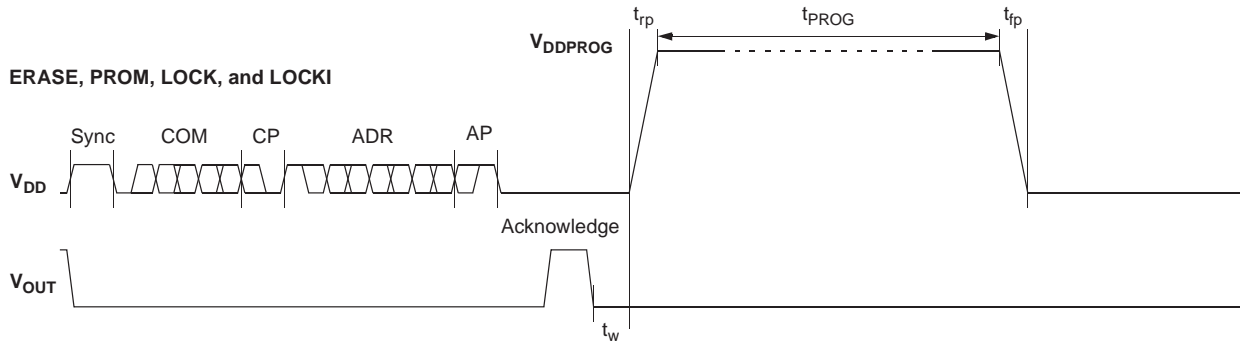 t_rp t_PROG t_fp
V_DDPROG
ERASE, PROM, LOCK, and LOCKI
Sync COM CP ADR AP
V_DD
Acknowledge
V_OUT
t_w